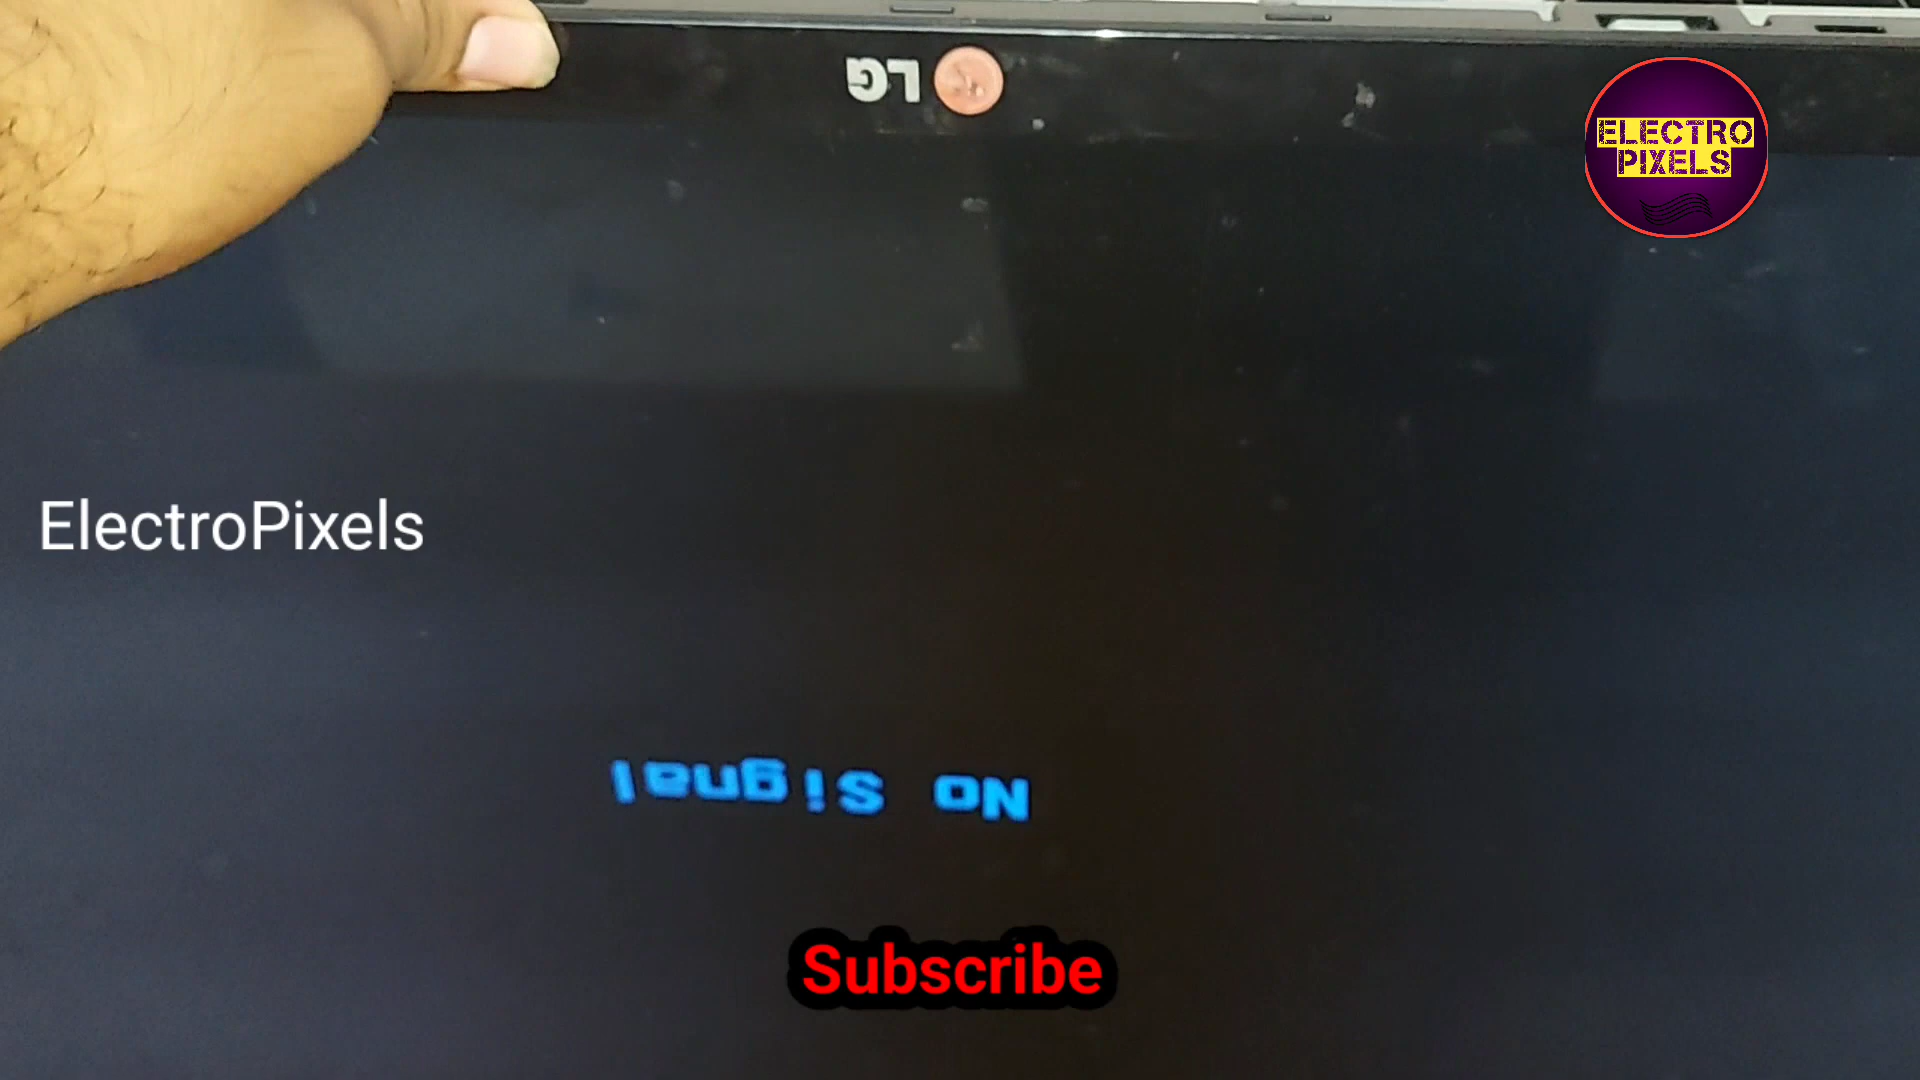 LG
ELECTRO
PIXELS
ElectroPixels
No Signal
Subscribe